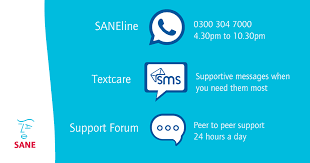 SANEline
0300 304 7000
4.30pm to 10.30pm
Textcare
sms
Supportive messages when
you need them most
Support Forum
Peer to peer support
24 hours a day
SANE